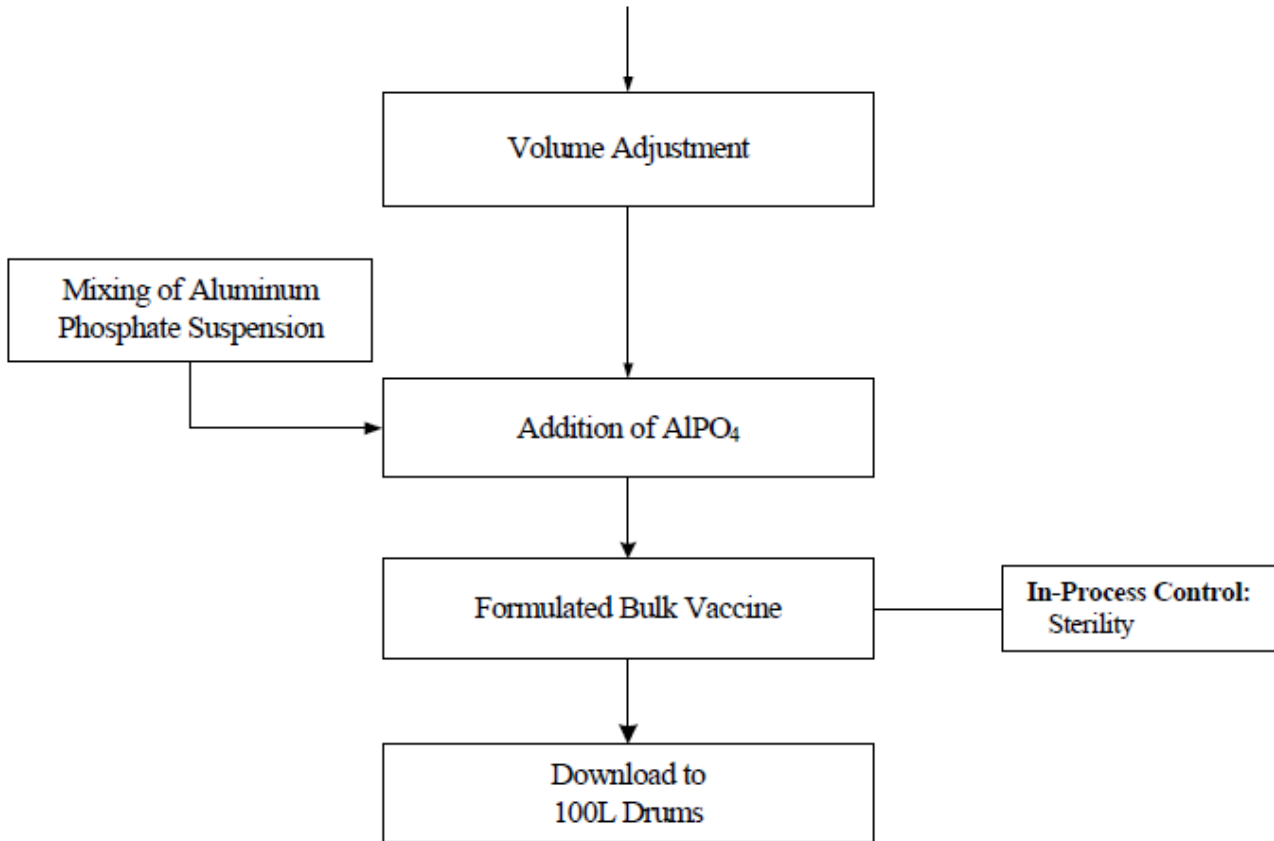 Volume Adjustment
Mixing of Aluminum
Phosphate Suspension
Addition of AlPO₄
Formulated Bulk Vaccine
In-Process Control:
Sterility
Download to
100L Drums